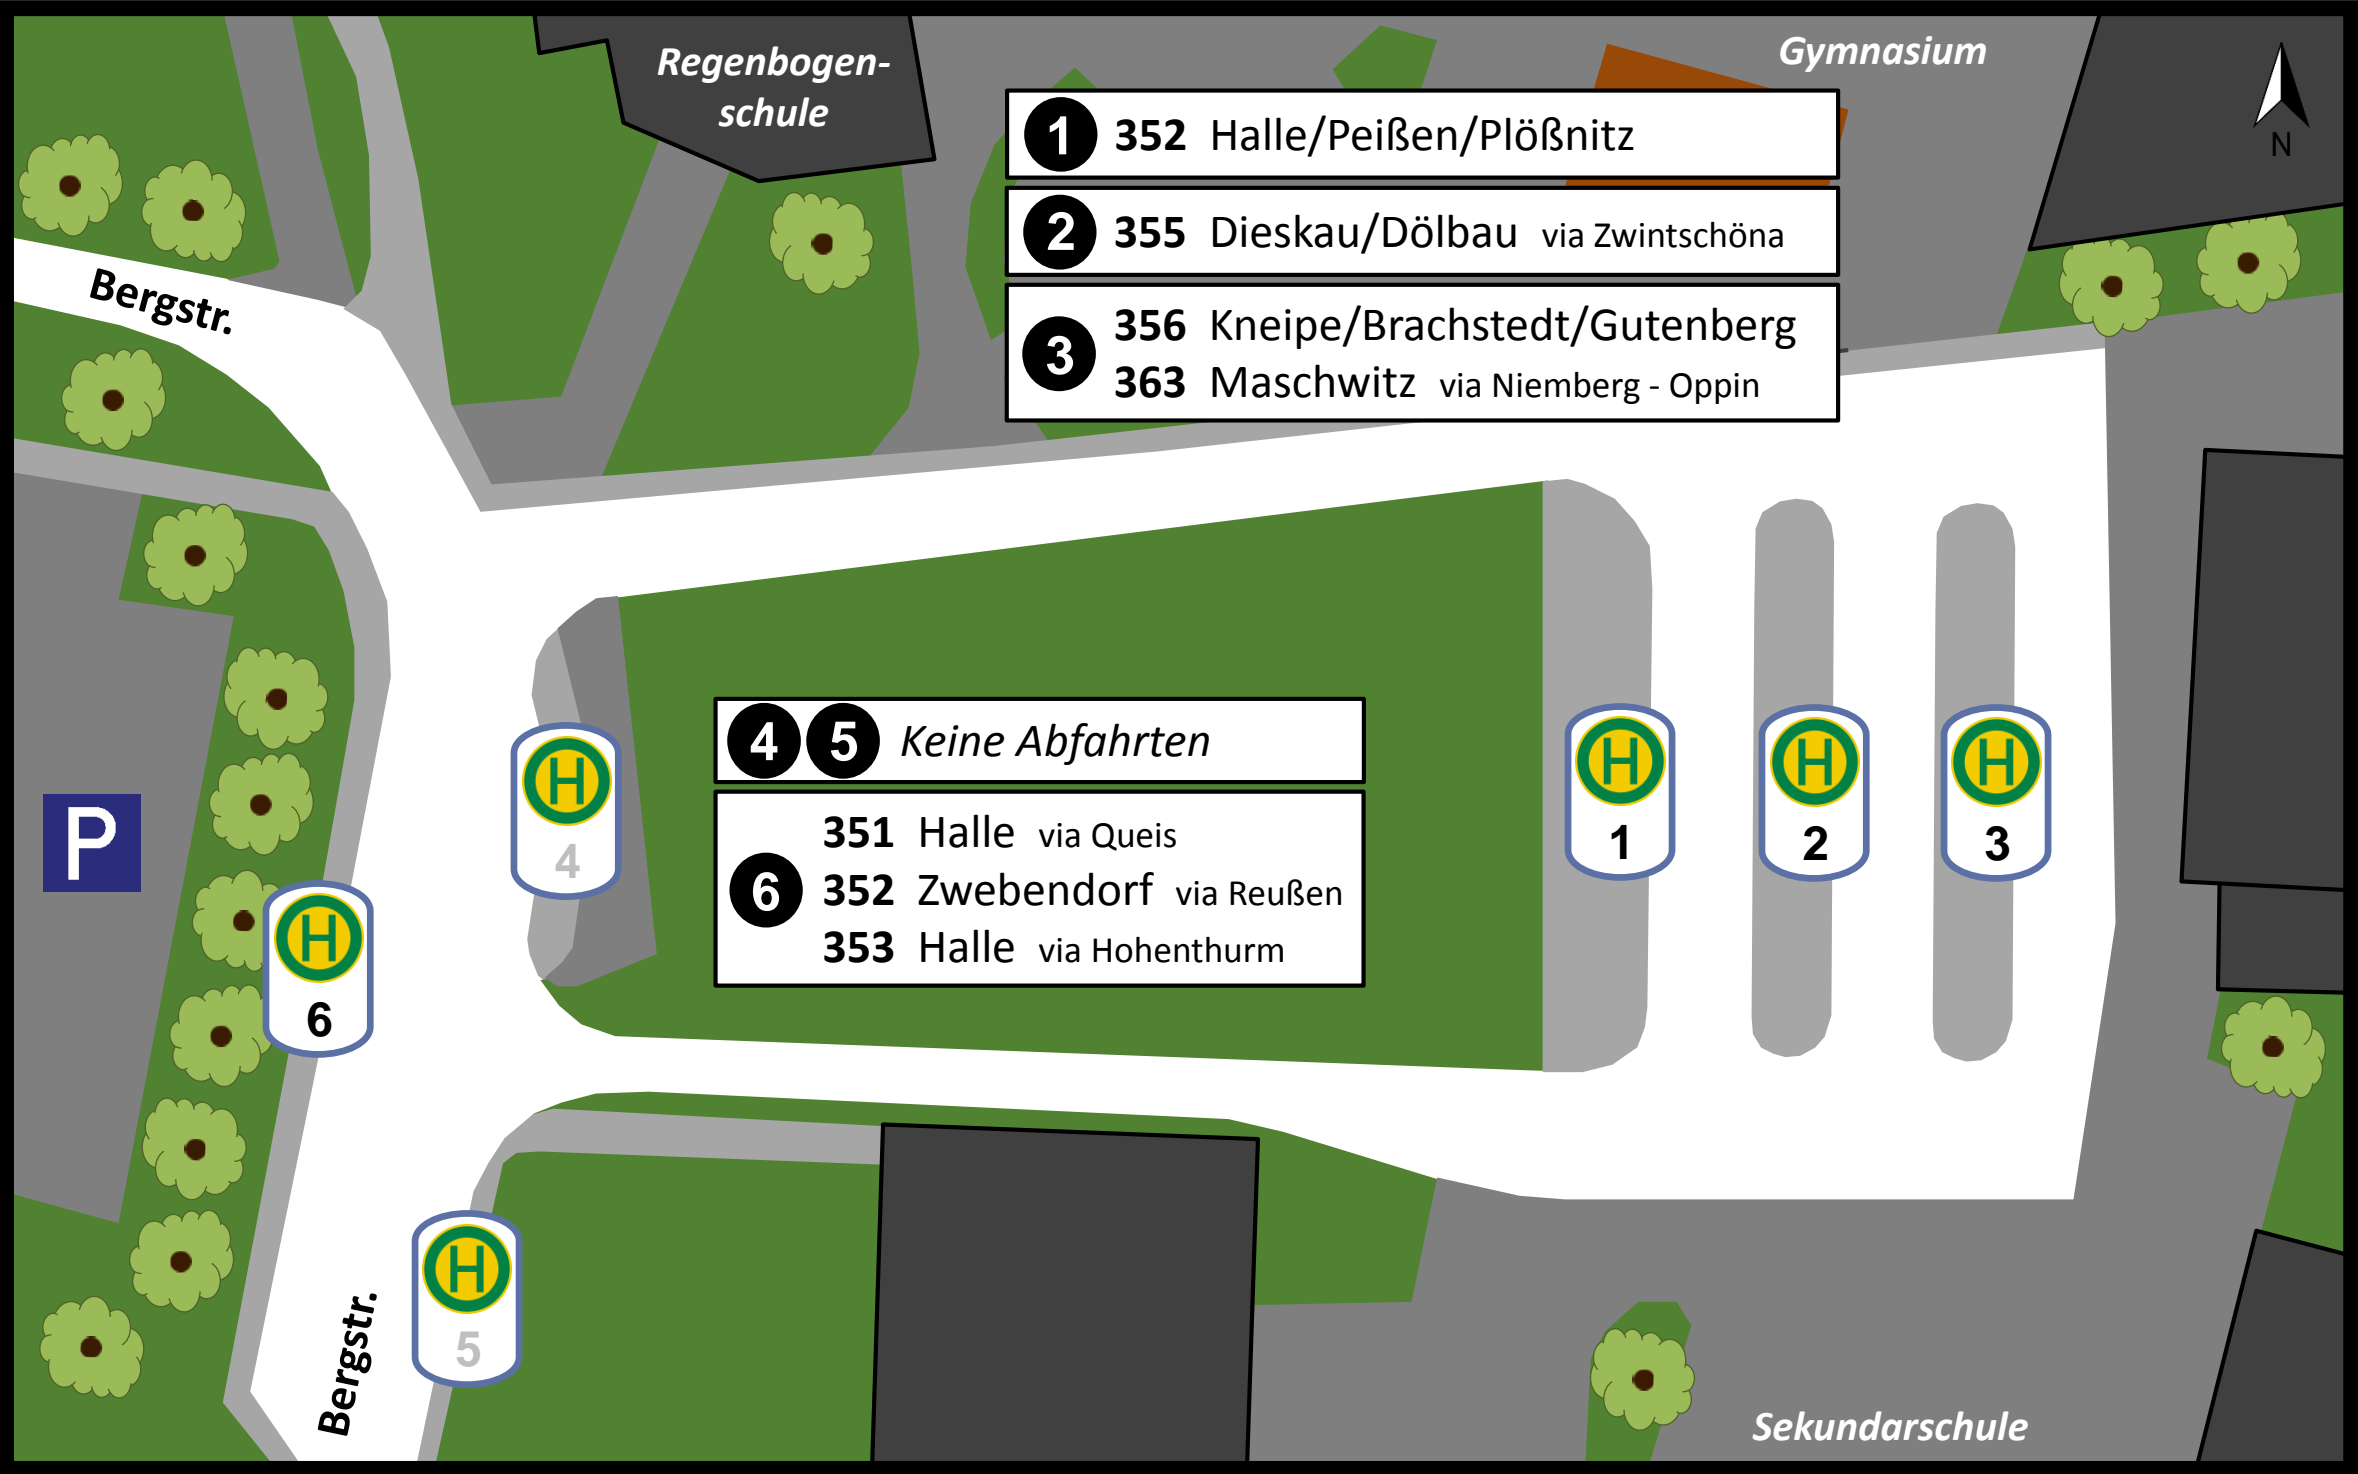 Regenbogen-
schule
Gymnasium
N
1 352 Halle/Peißen/Plößnitz
2 355 Dieskau/Dölbau via Zwintschöna
3 356 Kneipe/Brachstedt/Gutenberg
363 Maschwitz via Niemberg - Oppin
Bergstr.
4 5 Keine Abfahrten
6 351 Halle via Queis
352 Zwebendorf via Reußen
353 Halle via Hohenthurm
P
H
4
H
1
H
2
H
3
H
6
H
5
Bergstr.
Sekundarschule